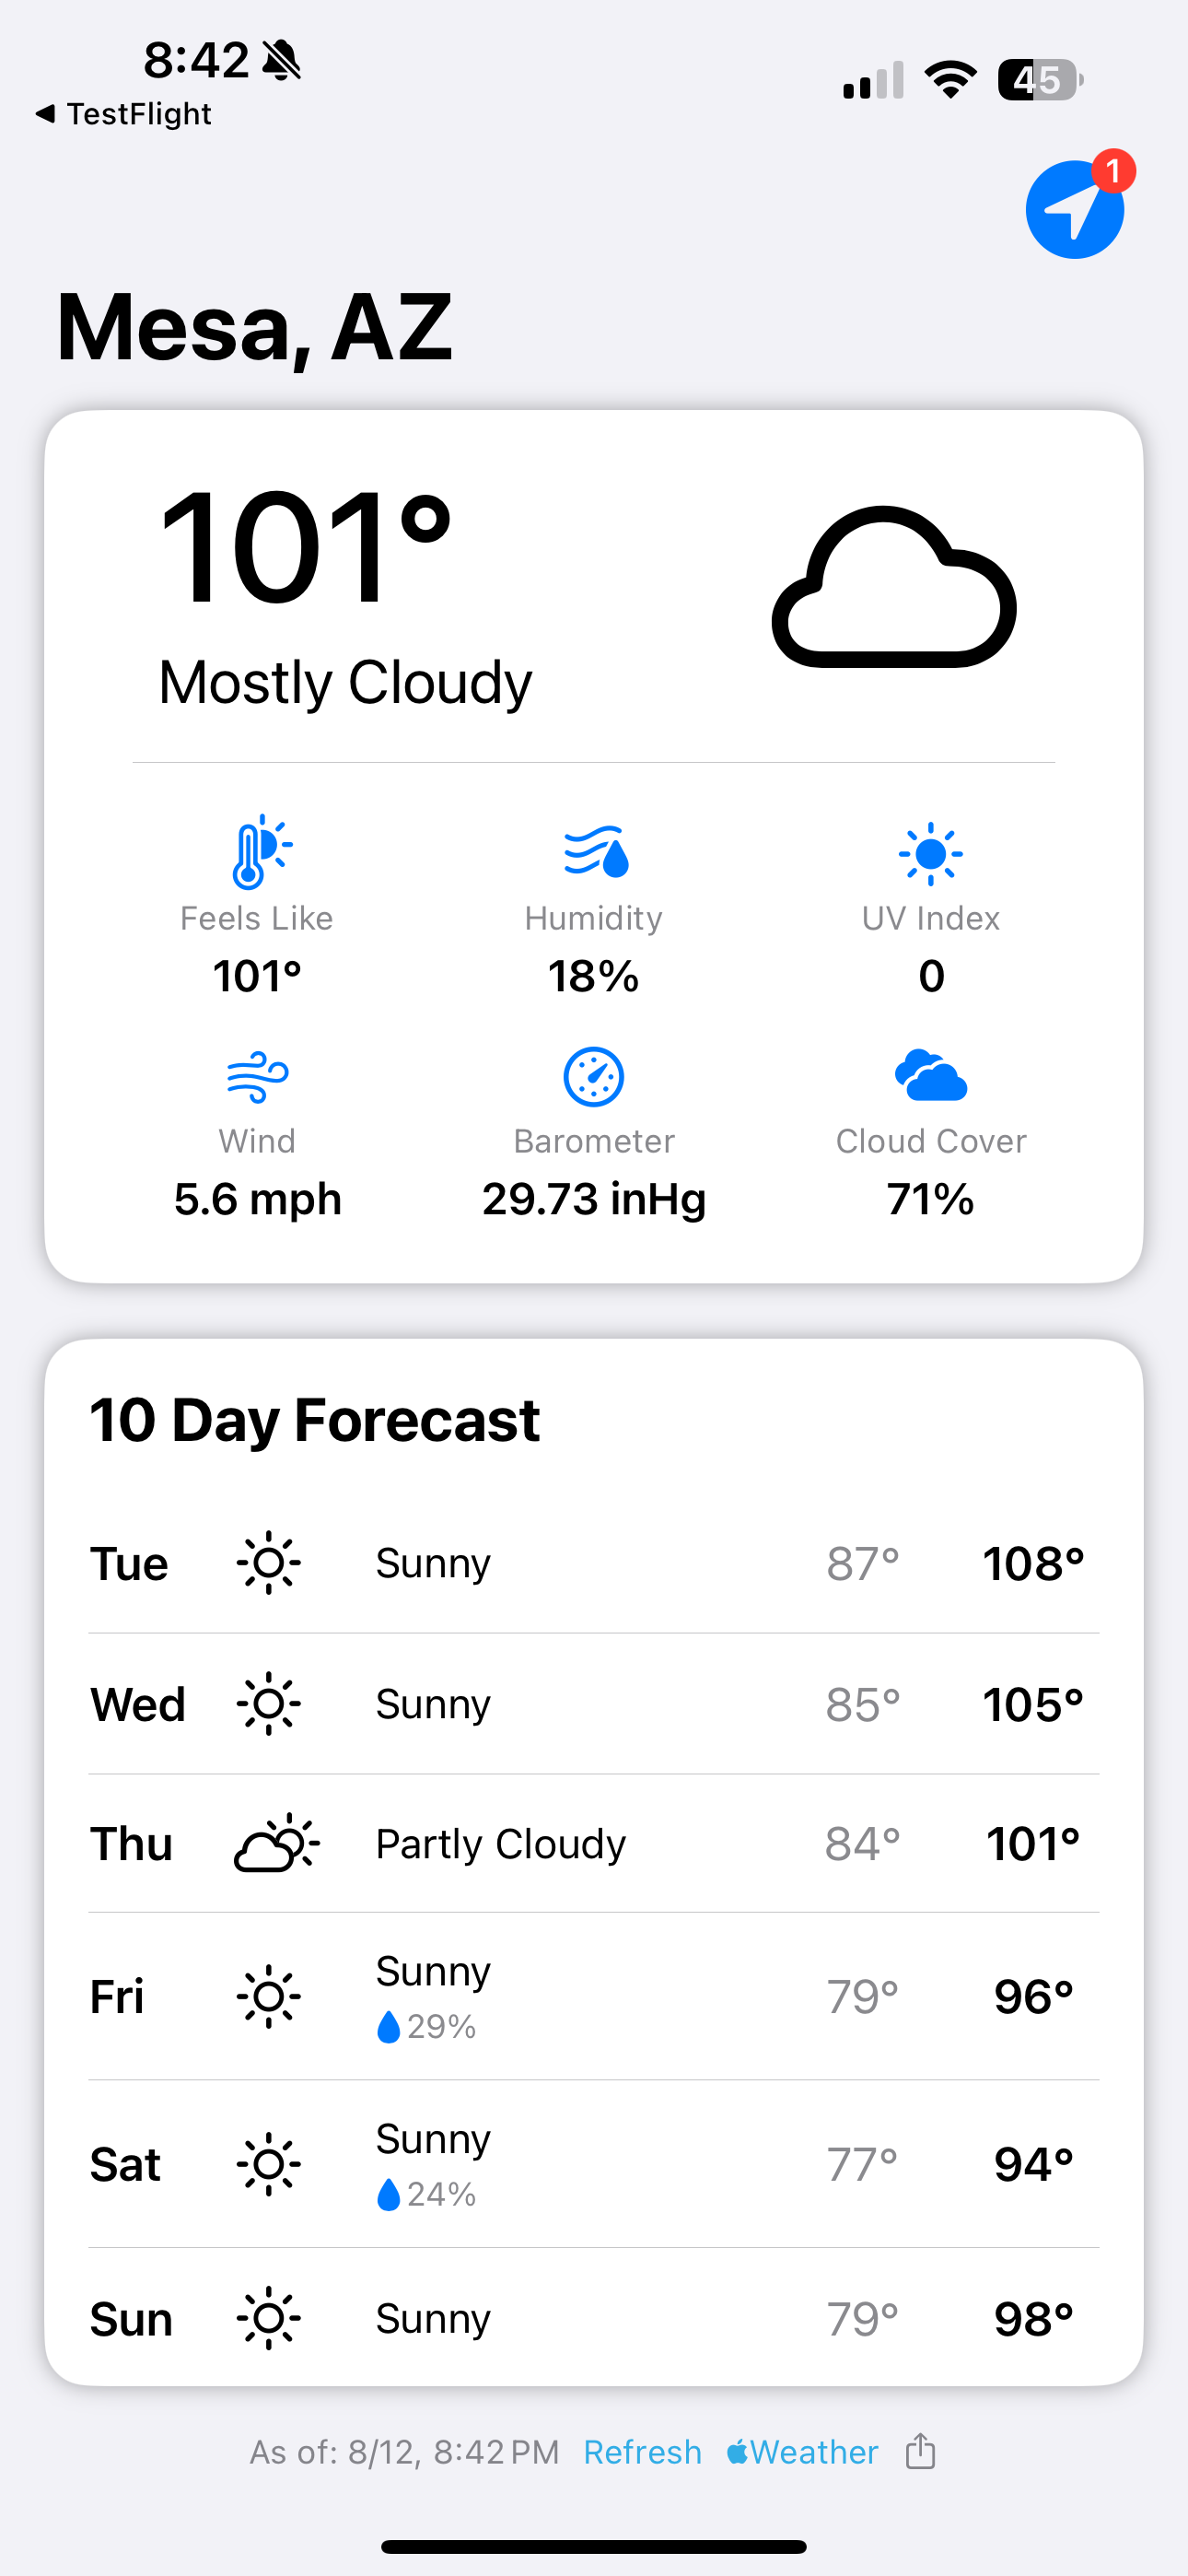 8:42
45
◀ TestFlight
1
Mesa, AZ
101°
Mostly Cloudy
Feels Like
101°
Humidity
18%
UV Index
0
Wind
5.6 mph
Barometer
29.73 inHg
Cloud Cover
71%
10 Day Forecast
Tue Sunny 87° 108°
Wed Sunny 85° 105°
Thu Partly Cloudy 84° 101°
Fri Sunny 79° 96°
29%
Sat Sunny 77° 94°
24%
Sun Sunny 79° 98°
As of: 8/12, 8:42 PM Refresh Weather